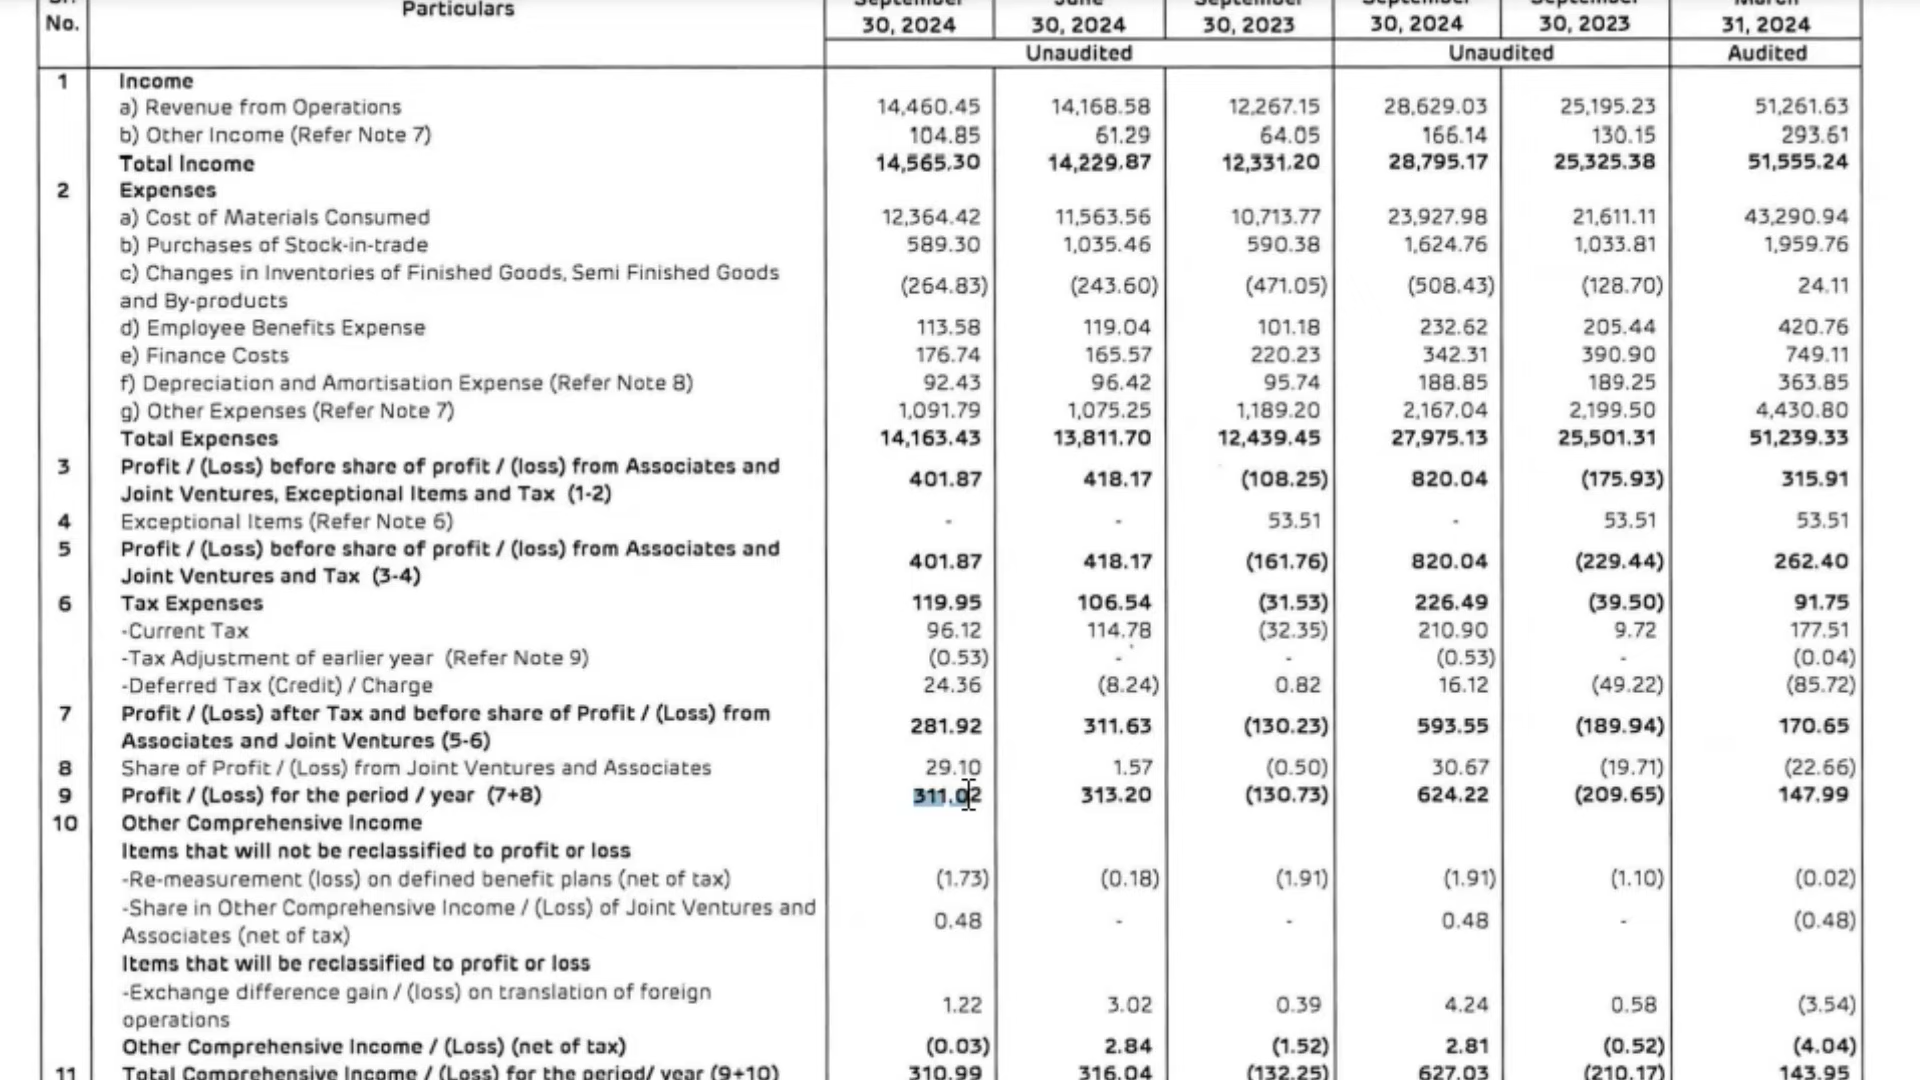 No. Particulars 30, 2024 30, 2024 30, 2023 30, 2024 30, 2023 31, 2024
Unaudited Unaudited Audited
1 Income
a) Revenue from Operations 14,460.45 14,168.58 12,267.15 28,629.03 25,195.23 51,261.63
b) Other Income (Refer Note 7) 104.85 61.29 64.05 166.14 130.15 293.61
Total Income 14,565.30 14,229.87 12,331.20 28,795.17 25,325.38 51,555.24
2 Expenses
a) Cost of Materials Consumed 12,364.42 11,563.56 10,713.77 23,927.98 21,611.11 43,290.94
b) Purchases of Stock-in-trade 589.30 1,035.46 590.38 1,624.76 1,033.81 1,959.76
c) Changes in Inventories of Finished Goods, Semi Finished Goods
and By-products (264.83) (243.60) (471.05) (508.43) (128.70) 24.11
d) Employee Benefits Expense 113.58 119.04 101.18 232.62 205.44 420.76
e) Finance Costs 176.74 165.57 220.23 342.31 390.90 749.11
f) Depreciation and Amortisation Expense (Refer Note 8) 92.43 96.42 95.74 188.85 189.25 363.85
g) Other Expenses (Refer Note 7) 1,091.79 1,075.25 1,189.20 2,167.04 2,199.50 4,430.80
Total Expenses 14,163.43 13,811.70 12,439.45 27,975.13 25,501.31 51,239.33
3 Profit / (Loss) before share of profit / (loss) from Associates and
Joint Ventures, Exceptional Items and Tax (1-2) 401.87 418.17 (108.25) 820.04 (175.93) 315.91
4 Exceptional Items (Refer Note 6) - - 53.51 - 53.51 53.51
5 Profit / (Loss) before share of profit / (loss) from Associates and
Joint Ventures and Tax (3-4) 401.87 418.17 (161.76) 820.04 (229.44) 262.40
6 Tax Expenses 119.95 106.54 (31.53) 226.49 (39.50) 91.75
-Current Tax 96.12 114.78 (32.35) 210.90 9.72 177.51
-Tax Adjustment of earlier year (Refer Note 9) (0.53) - - (0.53) - (0.04)
-Deferred Tax (Credit) / Charge 24.36 (8.24) 0.82 16.12 (49.22) (85.72)
7 Profit / (Loss) after Tax and before share of Profit / (Loss) from
Associates and Joint Ventures (5-6) 281.92 311.63 (130.23) 593.55 (189.94) 170.65
8 Share of Profit / (Loss) from Joint Ventures and Associates 29.10 1.57 (0.50) 30.67 (19.71) (22.66)
9 Profit / (Loss) for the period / year (7+8) 311.02 313.20 (130.73) 624.22 (209.65) 147.99
10 Other Comprehensive Income
Items that will not be reclassified to profit or loss
-Re-measurement (loss) on defined benefit plans (net of tax) (1.73) (0.18) (1.91) (1.91) (1.10) (0.02)
-Share in Other Comprehensive Income / (Loss) of Joint Ventures and
Associates (net of tax) 0.48 - - 0.48 - (0.48)
Items that will be reclassified to profit or loss
-Exchange difference gain / (loss) on translation of foreign
operations 1.22 3.02 0.39 4.24 0.58 (3.54)
Other Comprehensive Income / (Loss) (net of tax) (0.03) 2.84 (1.52) 2.81 (0.52) (4.04)
11 Total Comprehensive Income / (Loss) for the period/ year (9+10) 310.99 316.04 (132.25) 627.03 (210.17) 143.95